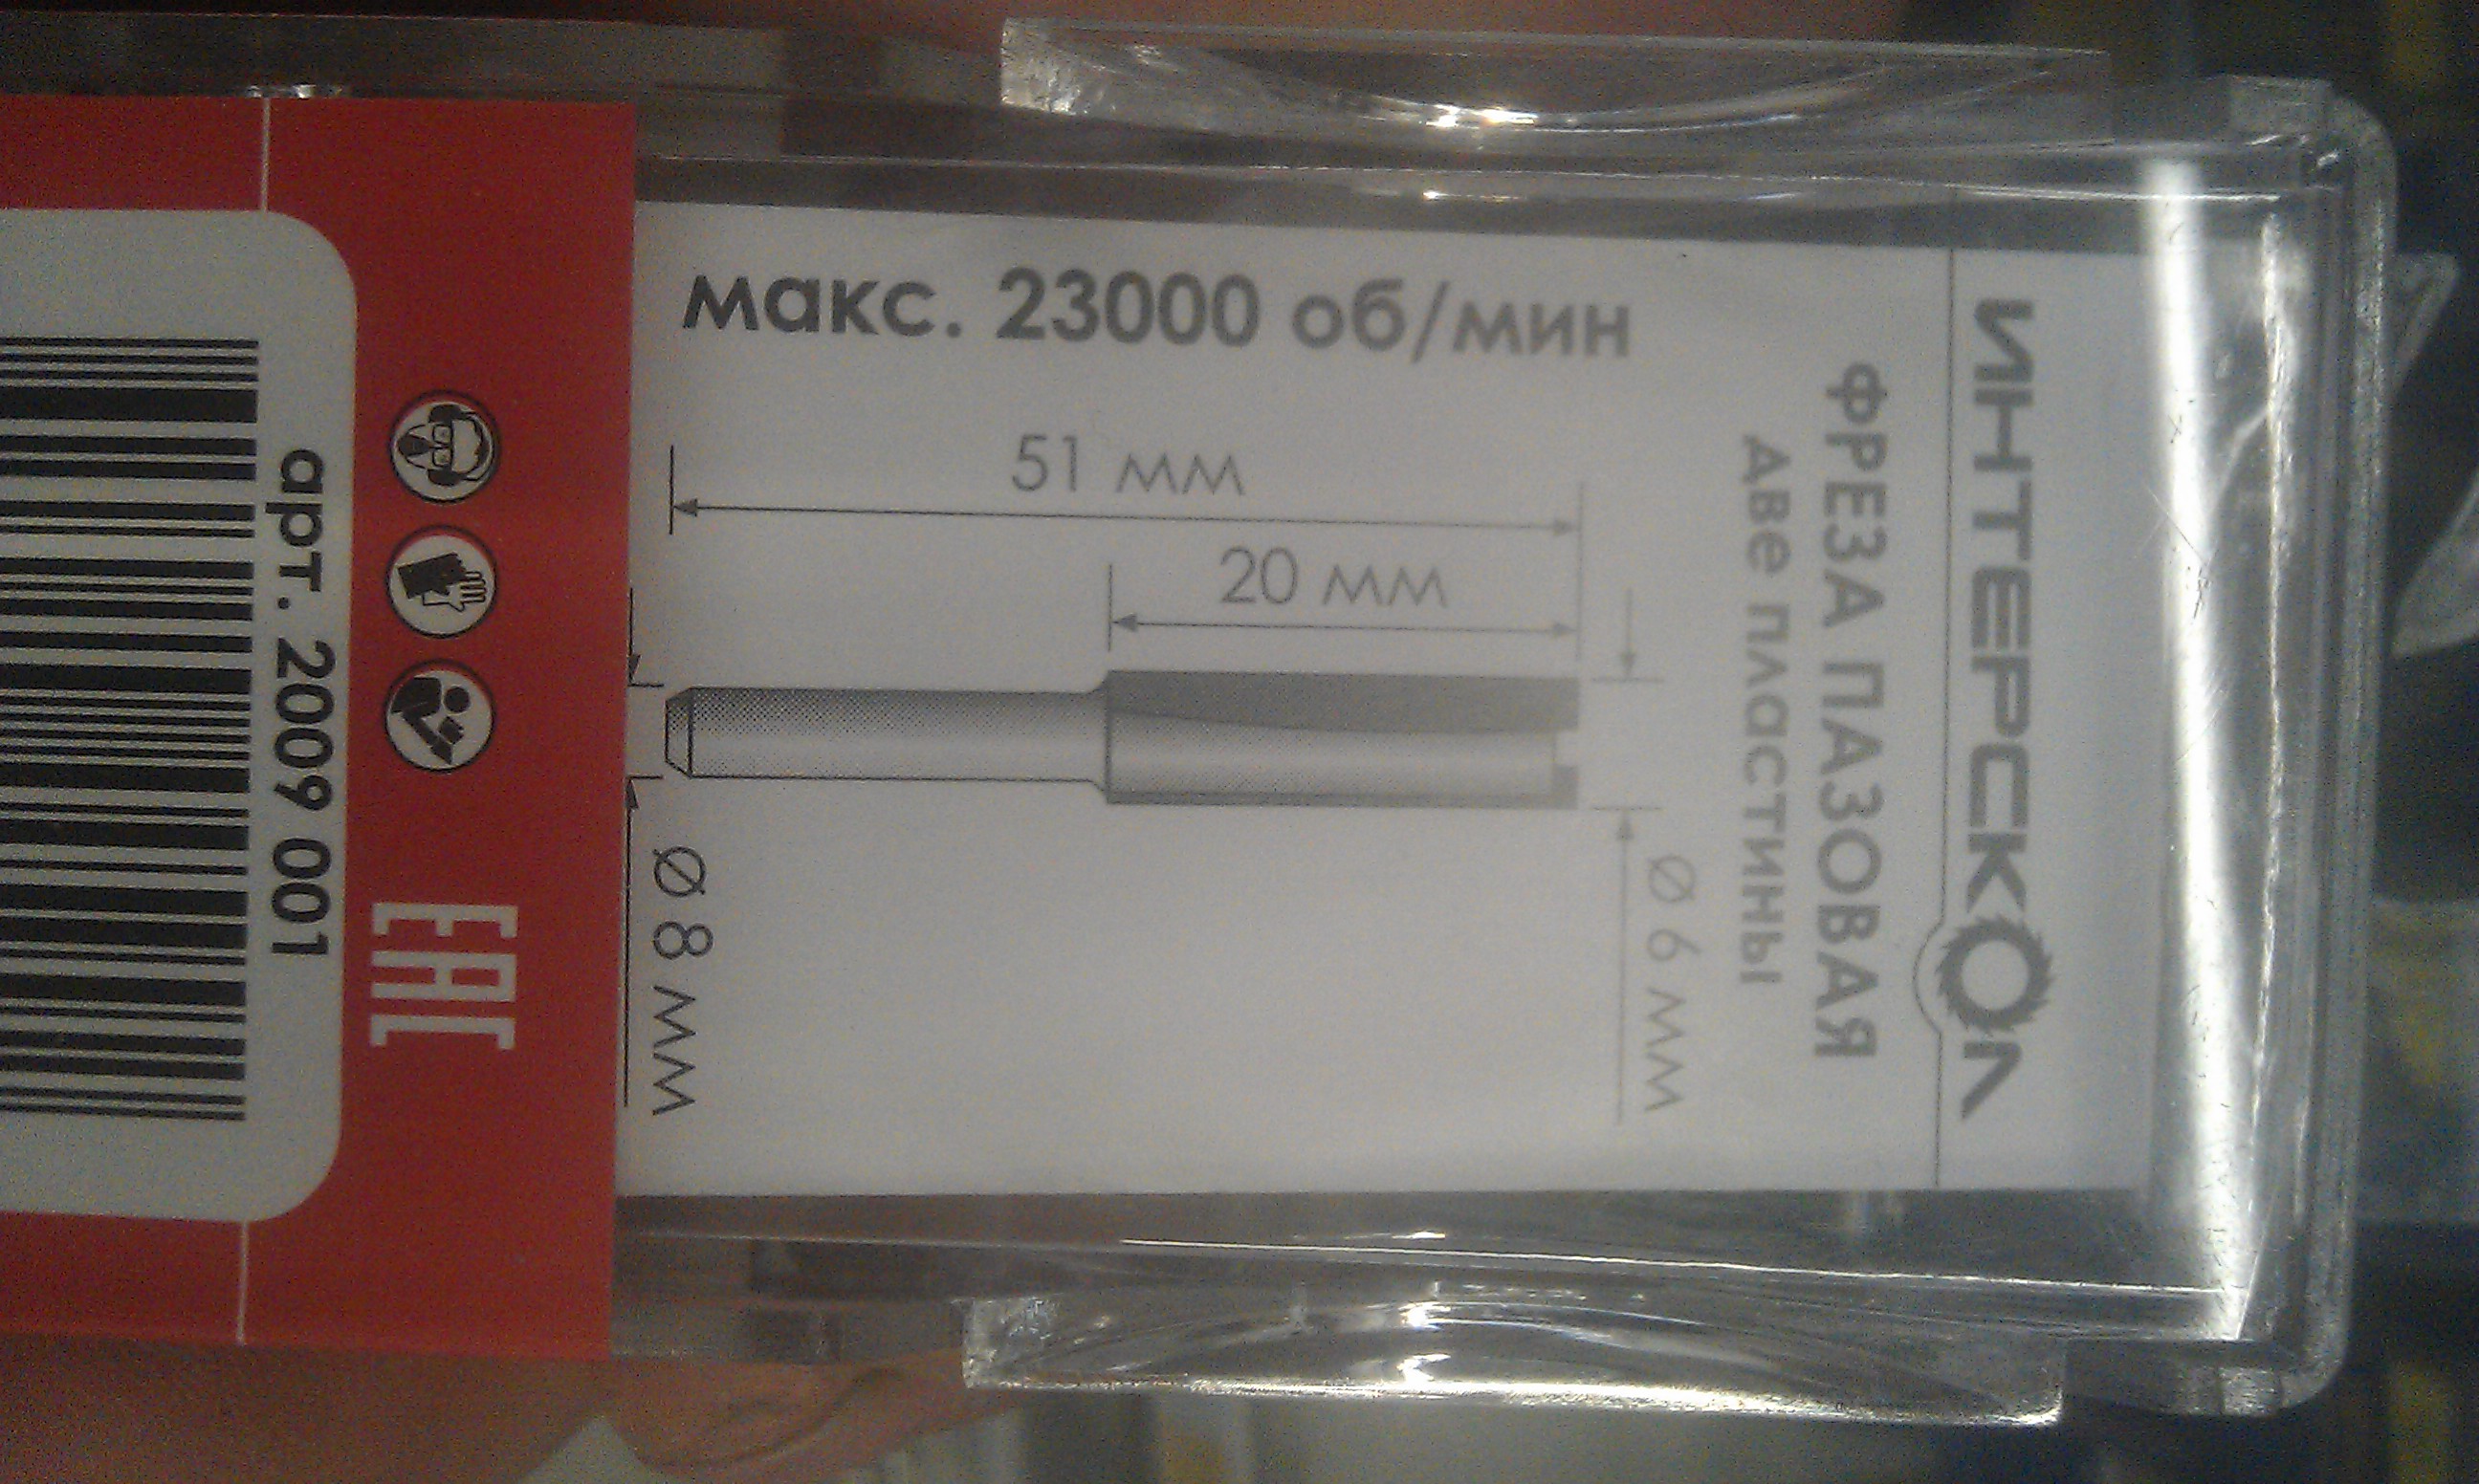 ИНТЕРСКОЛ
ФРЕЗА ПАЗОВАЯ
две пластины
макс. 23000 об/мин
51 мм
20 мм
Ø 6 мм
Ø 8 мм
ЕАС
арт. 2009 001